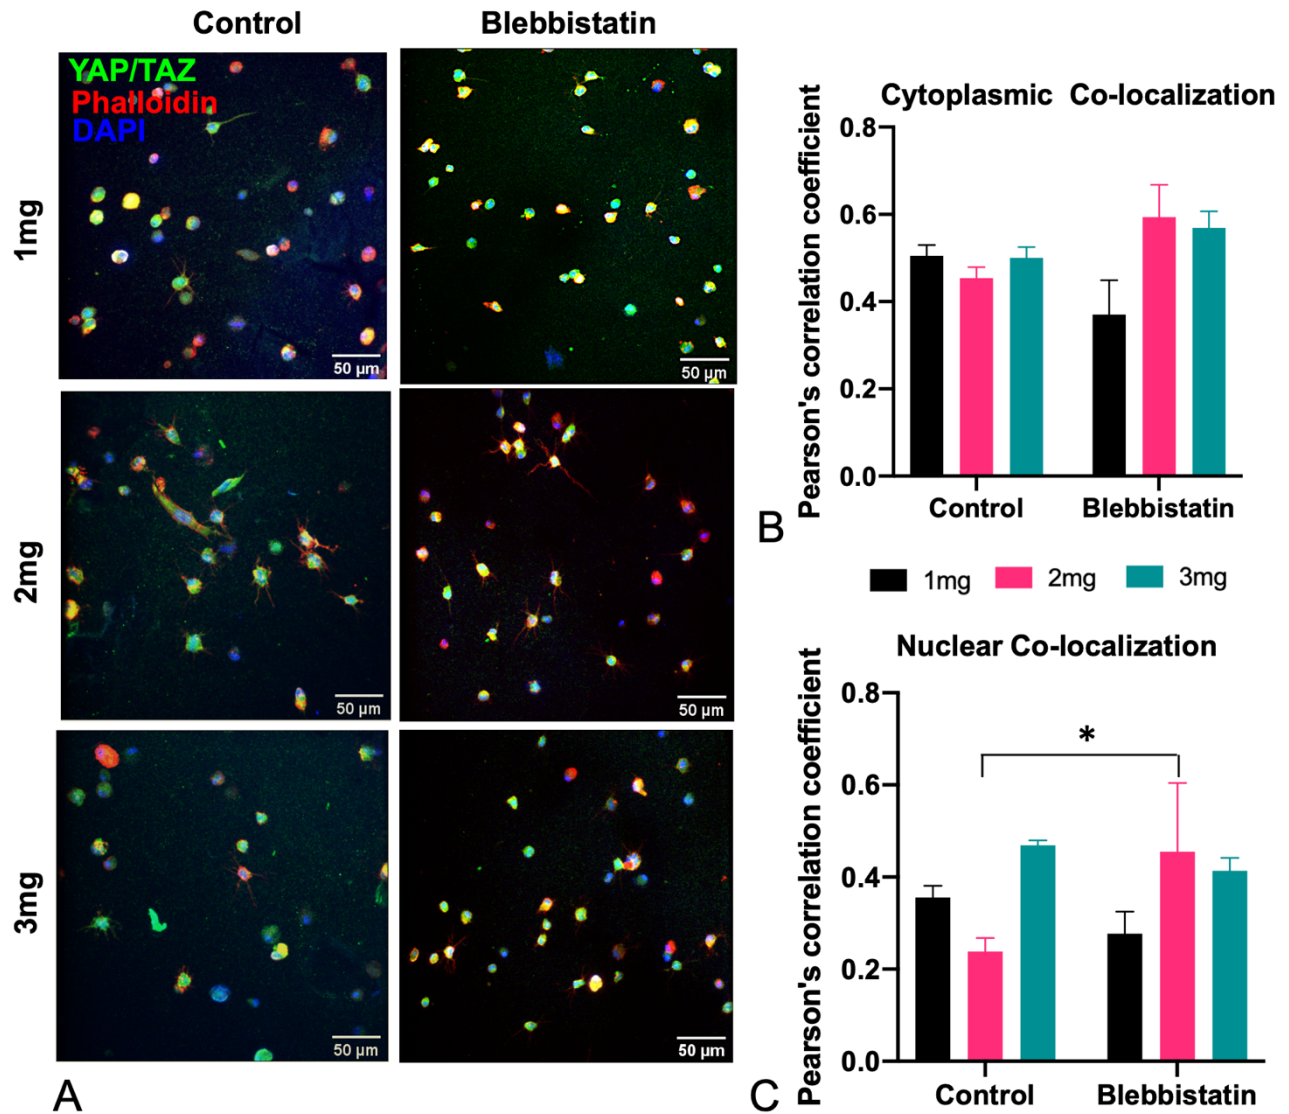 Control
Blebbistatin
YAP/TAZ
Phalloidin
DAPI
1mg
50 µm
50 µm
2mg
50 µm
50 µm
3mg
50 µm
50 µm
A
Cytoplasmic Co-localization
Pearson's correlation coefficient
0.8
0.6
0.4
0.2
0.0
Control
Blebbistatin
B
1mg
2mg
3mg
Nuclear Co-localization
Pearson's correlation coefficient
0.8
0.6
0.4
0.2
0.0
*
Control
Blebbistatin
C